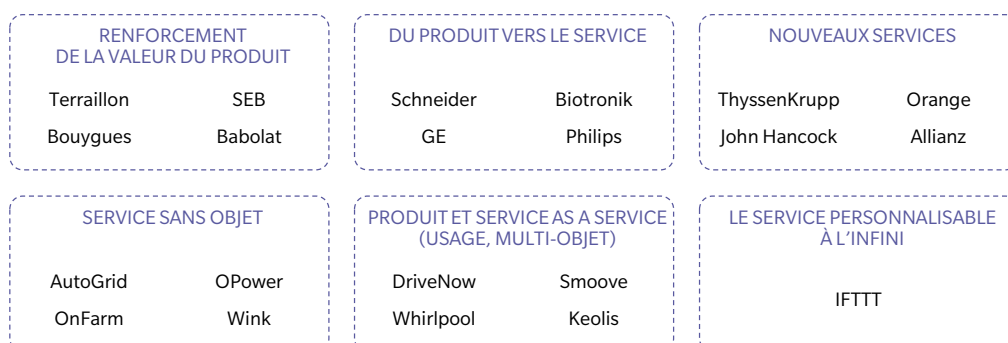 RENFORCEMENT
DE LA VALEUR DU PRODUIT
Terraillon SEB
Bouygues Babolat
DU PRODUIT VERS LE SERVICE
Schneider Biotronik
GE Philips
NOUVEAUX SERVICES
ThyssenKrupp Orange
John Hancock Allianz
SERVICE SANS OBJET
AutoGrid OPower
OnFarm Wink
PRODUIT ET SERVICE AS A SERVICE
(USAGE, MULTI-OBJET)
DriveNow Smoove
Whirlpool Keolis
LE SERVICE PERSONNALISABLE
À L’INFINI
IFTTT